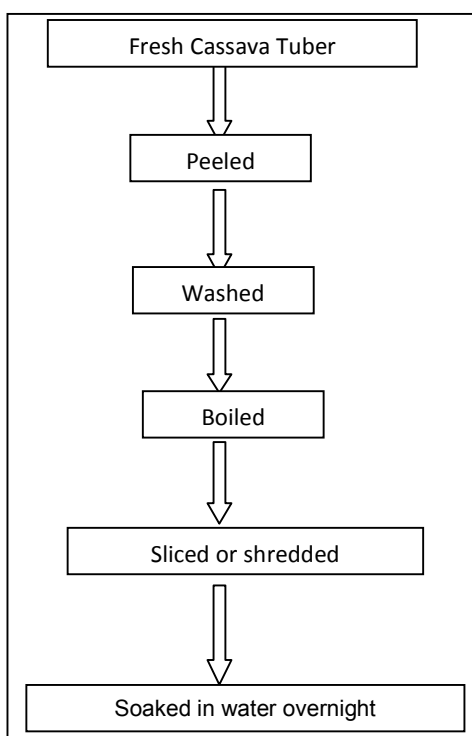 Fresh Cassava Tuber
Peeled
Washed
Boiled
Sliced or shredded
Soaked in water overnight